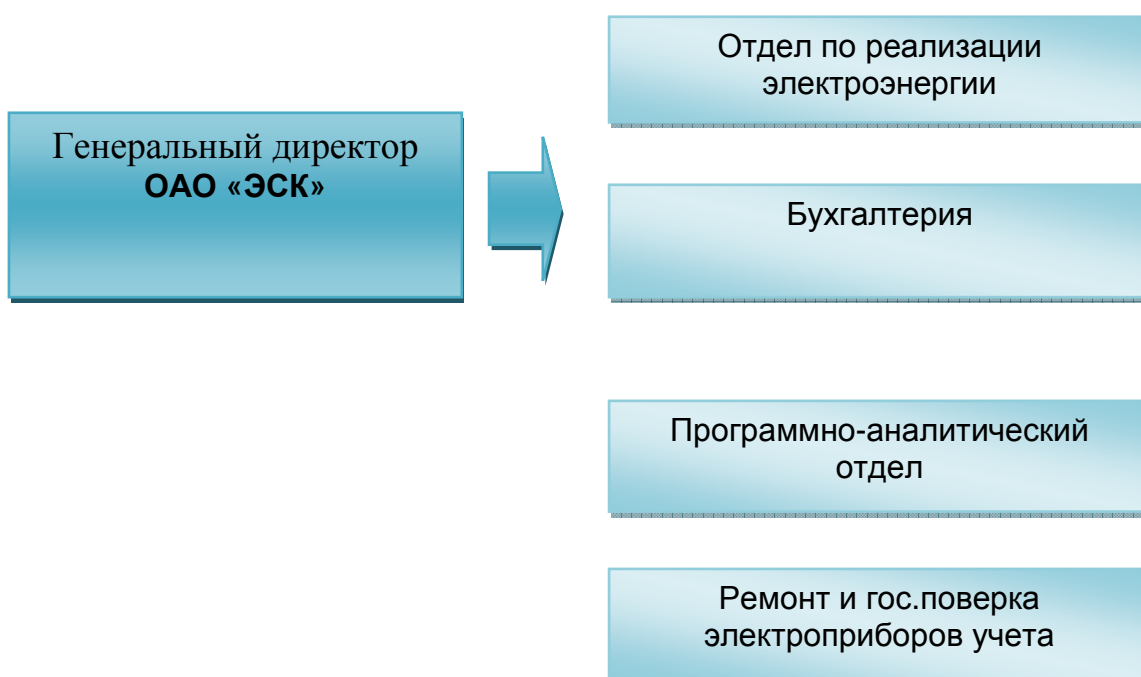 Генеральный директор
ОАО «ЭСК»
Отдел по реализации
электроэнергии
Бухгалтерия
Программно-аналитический
отдел
Ремонт и гос.поверка
электроприборов учета